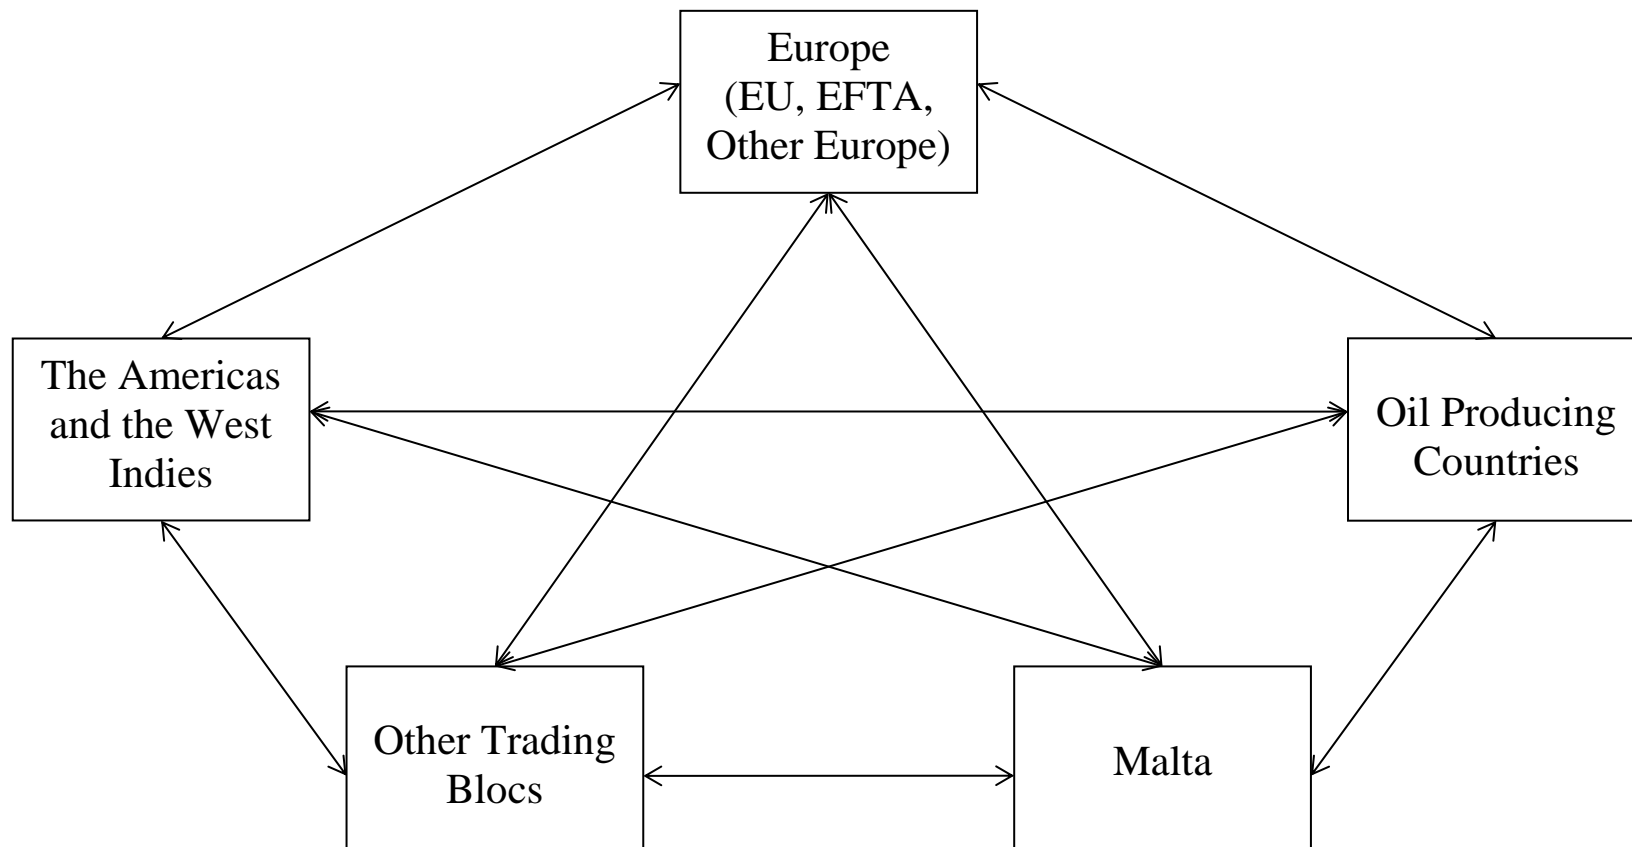 Europe
(EU, EFTA,
Other Europe)
The Americas
and the West
Indies
Oil Producing
Countries
Other Trading
Blocs
Malta